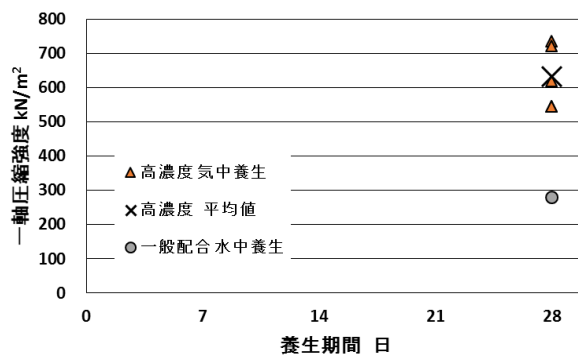 800
700
600
500
400
300
200
100
0
一軸圧縮強度 kN/m²
高濃度 気中養生
高濃度 平均値
一般配合 水中養生
0 7 14 21 28
養生期間 日